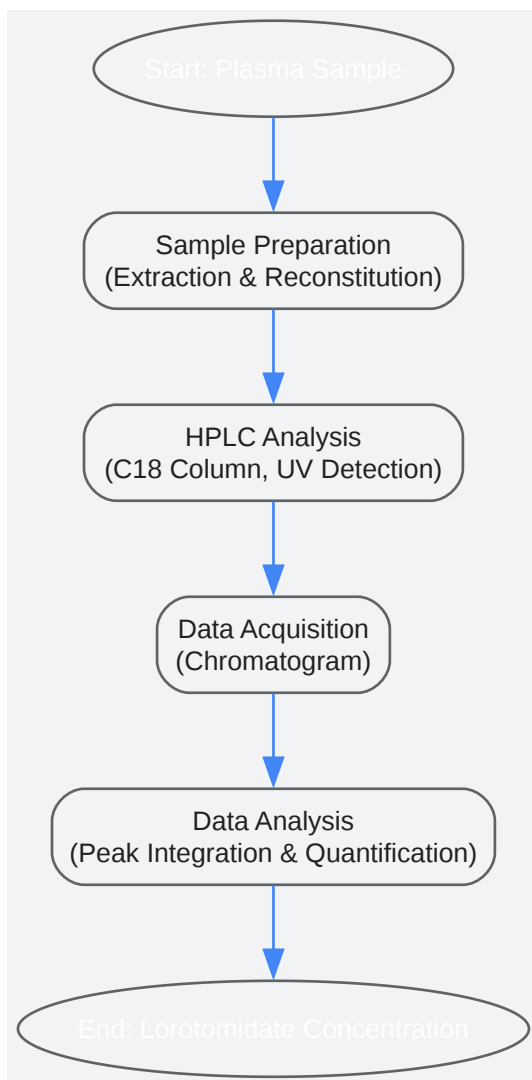 Start: Plasma Sample
Sample Preparation
(Extraction & Reconstitution)
HPLC Analysis
(C18 Column, UV Detection)
Data Acquisition
(Chromatogram)
Data Analysis
(Peak Integration & Quantification)
End: Lorotomidate Concentration